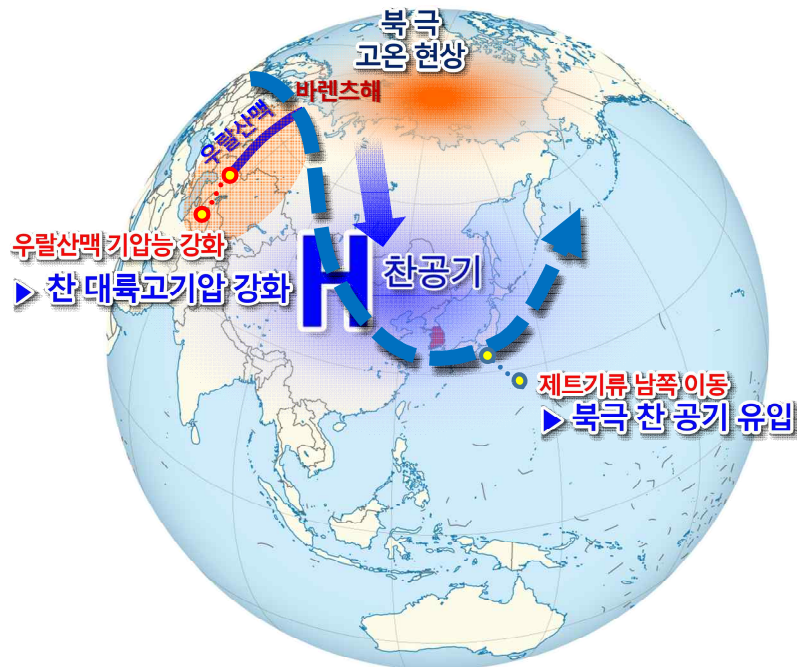 북 극
고온 현상
바렌츠해
우랄산맥
우랄산맥 기압능 강화
▶ 찬 대륙고기압 강화
H
찬공기
제트기류 남쪽 이동
▶ 북극 찬 공기 유입